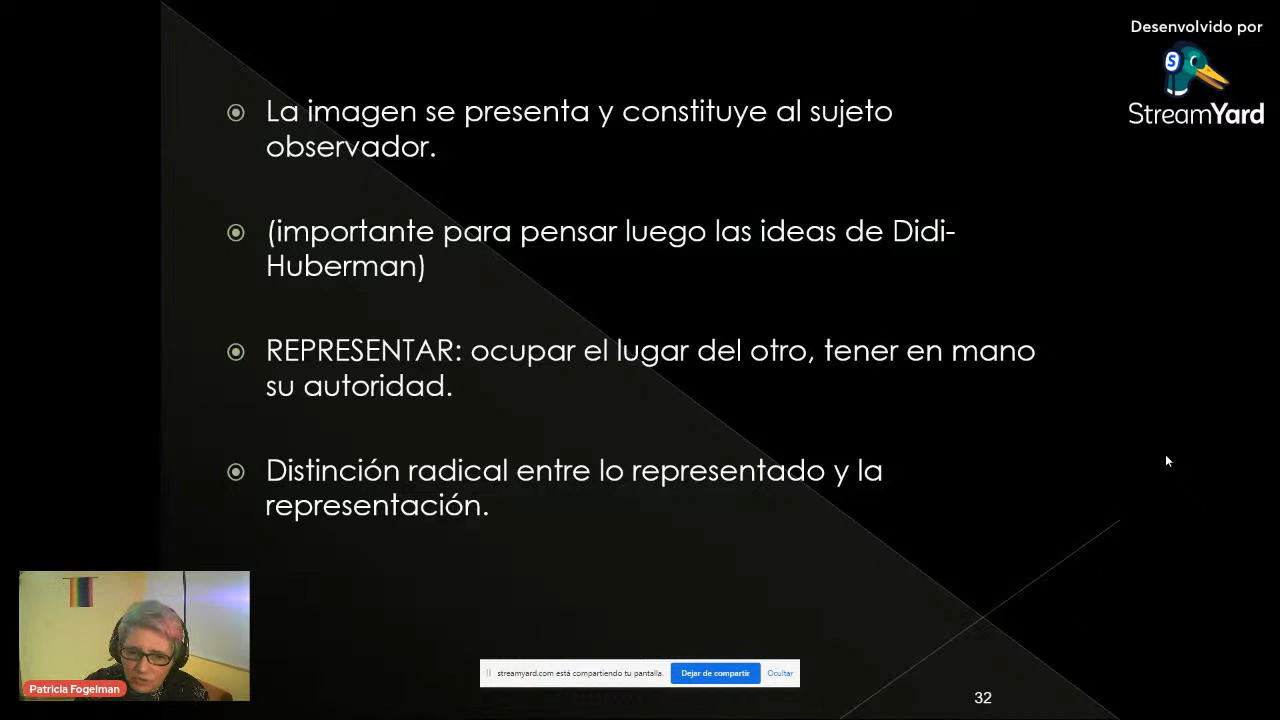 Desenvolvido por
StreamYard
La imagen se presenta y constituye al sujeto
observador.
(importante para pensar luego las ideas de Didi-
Huberman)
REPRESENTAR: ocupar el lugar del otro, tener en mano
su autoridad.
Distinción radical entre lo representado y la
representación.
Patricia Fogelman
streamyard.com está compartiendo tu pantalla.
Dejar de compartir
Ocultar
32